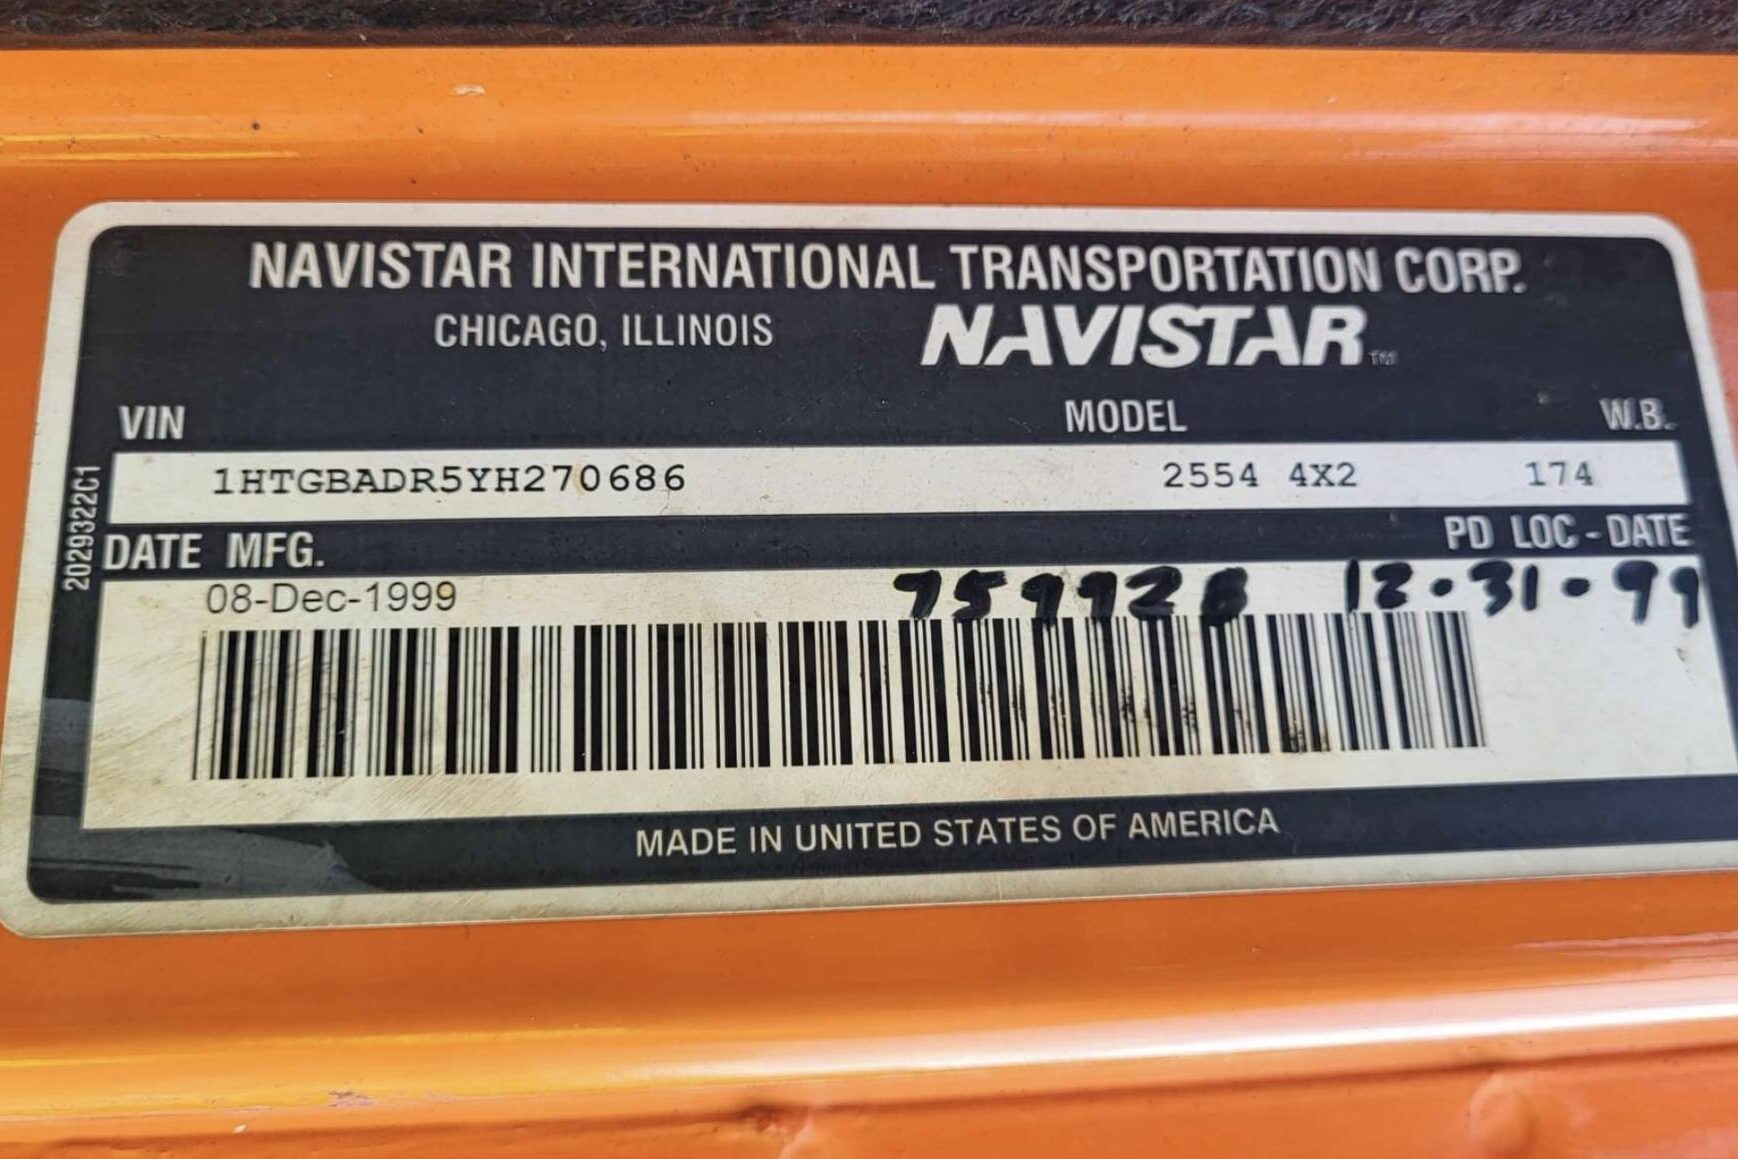 NAVISTAR INTERNATIONAL TRANSPORTATION CORP.
CHICAGO, ILLINOIS NAVISTAR™
VIN MODEL W.B.
1HTGBADR5YH270686 2554 4X2 174
2029322C1
DATE MFG. PD LOC - DATE
08-Dec-1999 12·31·99
MADE IN UNITED STATES OF AMERICA